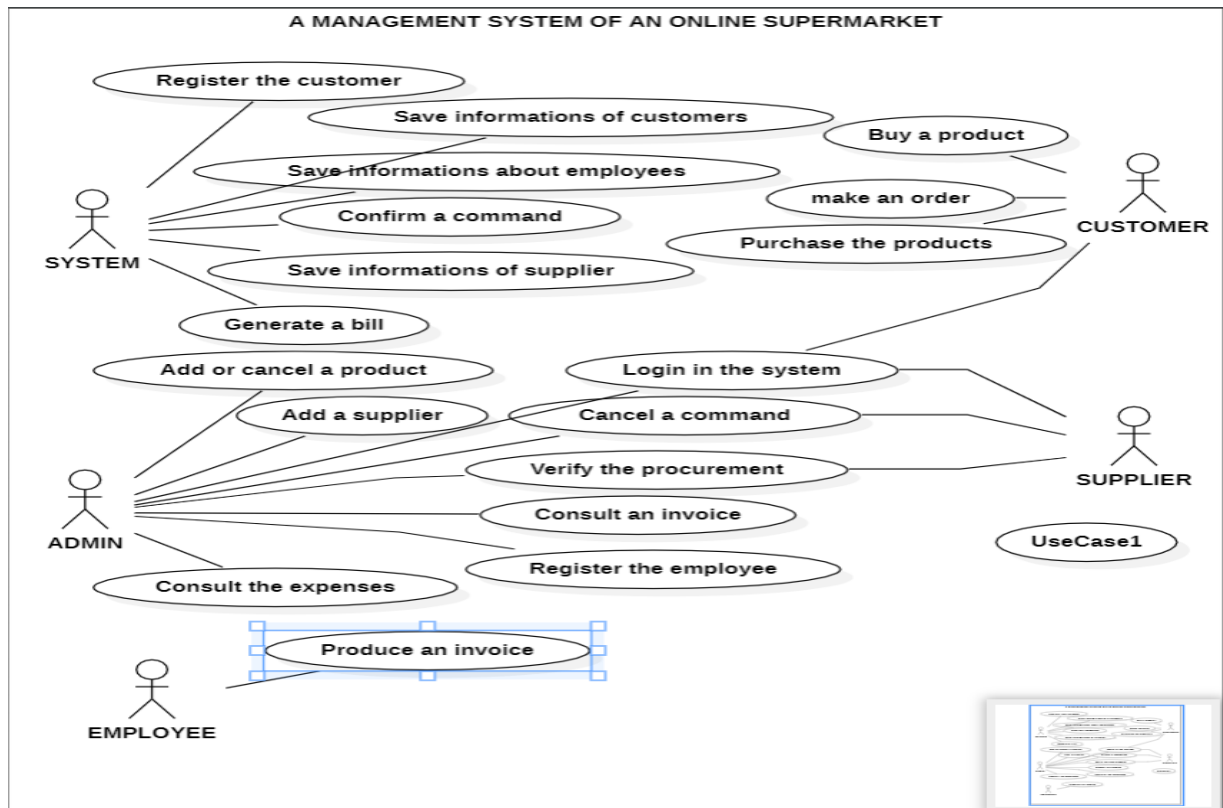 A MANAGEMENT SYSTEM OF AN ONLINE SUPERMARKET
Register the customer
Save informations of customers
Buy a product
Save informations about employees
make an order
Confirm a command
CUSTOMER
Purchase the products
SYSTEM
Save informations of supplier
Generate a bill
Add or cancel a product
Login in the system
Add a supplier
Cancel a command
Verify the procurement
SUPPLIER
Consult an invoice
ADMIN
UseCase1
Register the employee
Consult the expenses
Produce an invoice
EMPLOYEE